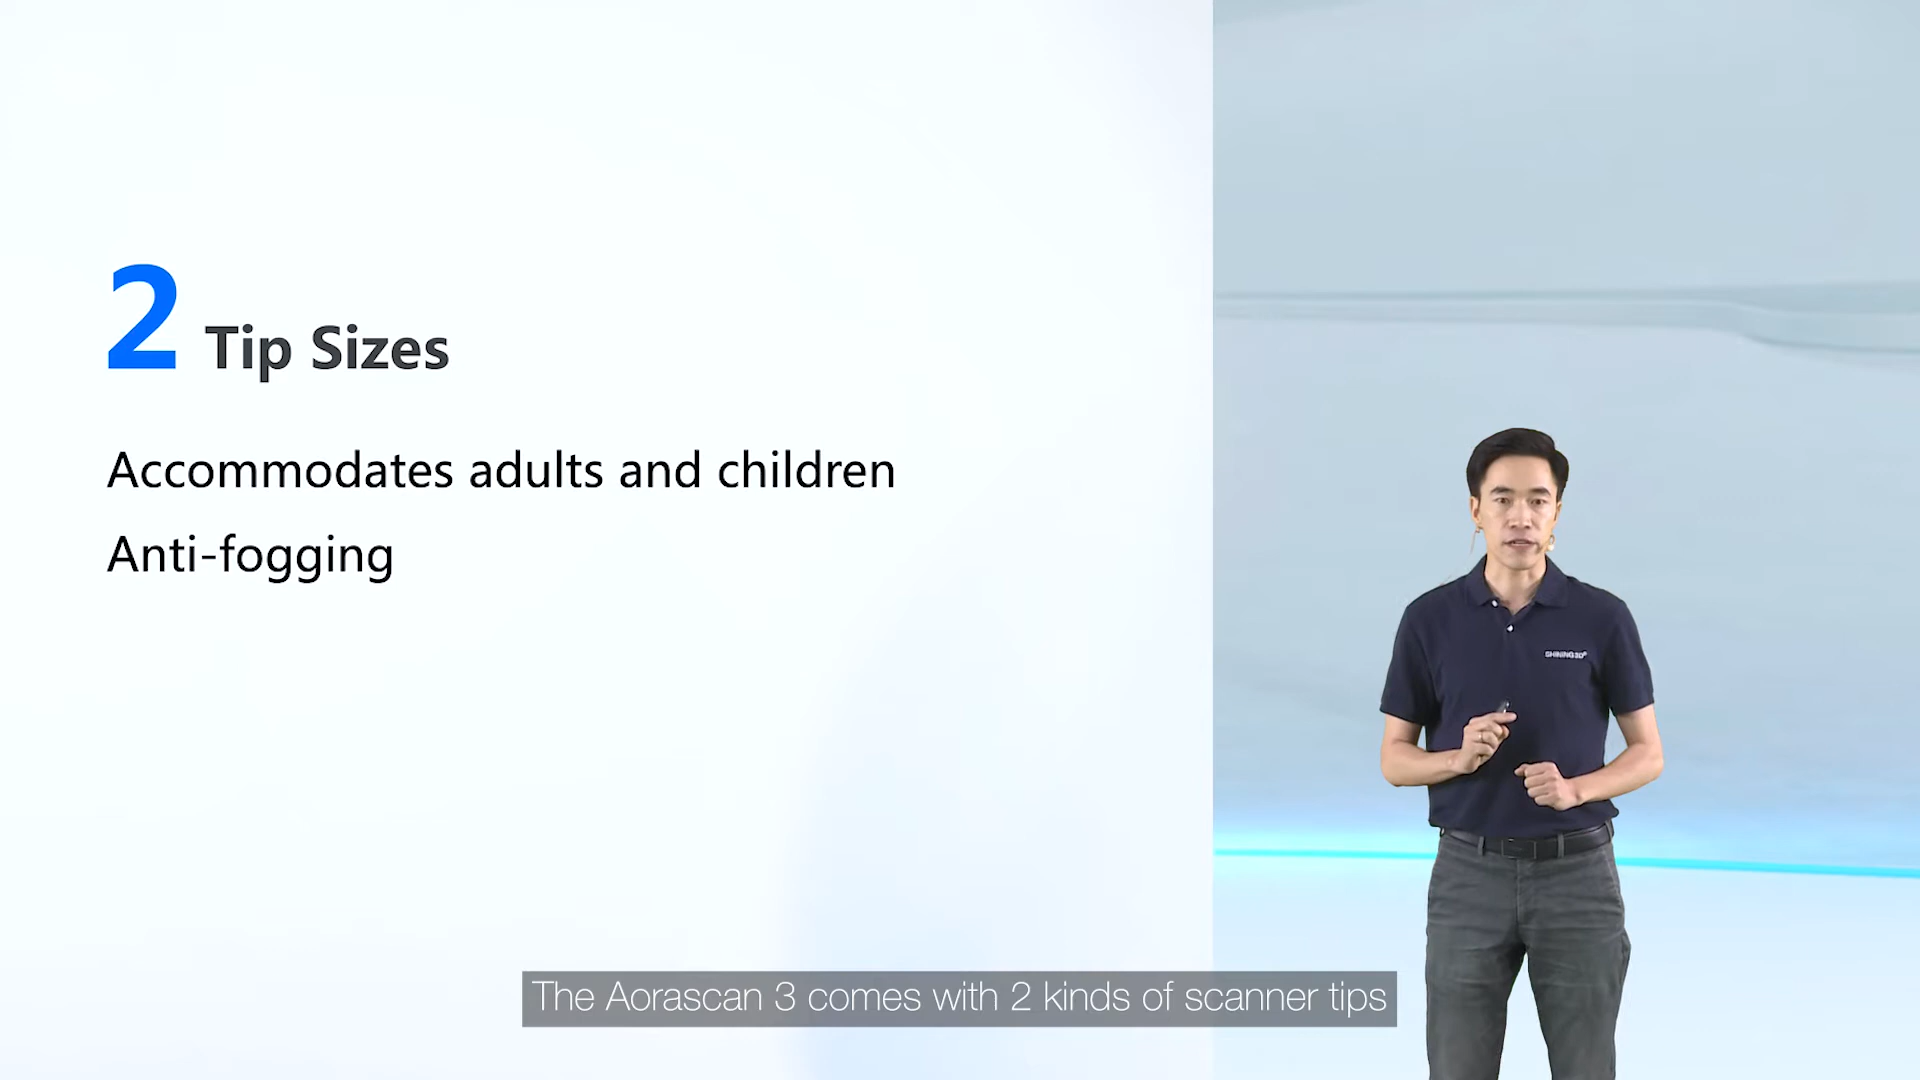 2 Tip Sizes
Accommodates adults and children
Anti-fogging
SHINING3D®
The Aorascan 3 comes with 2 kinds of scanner tips